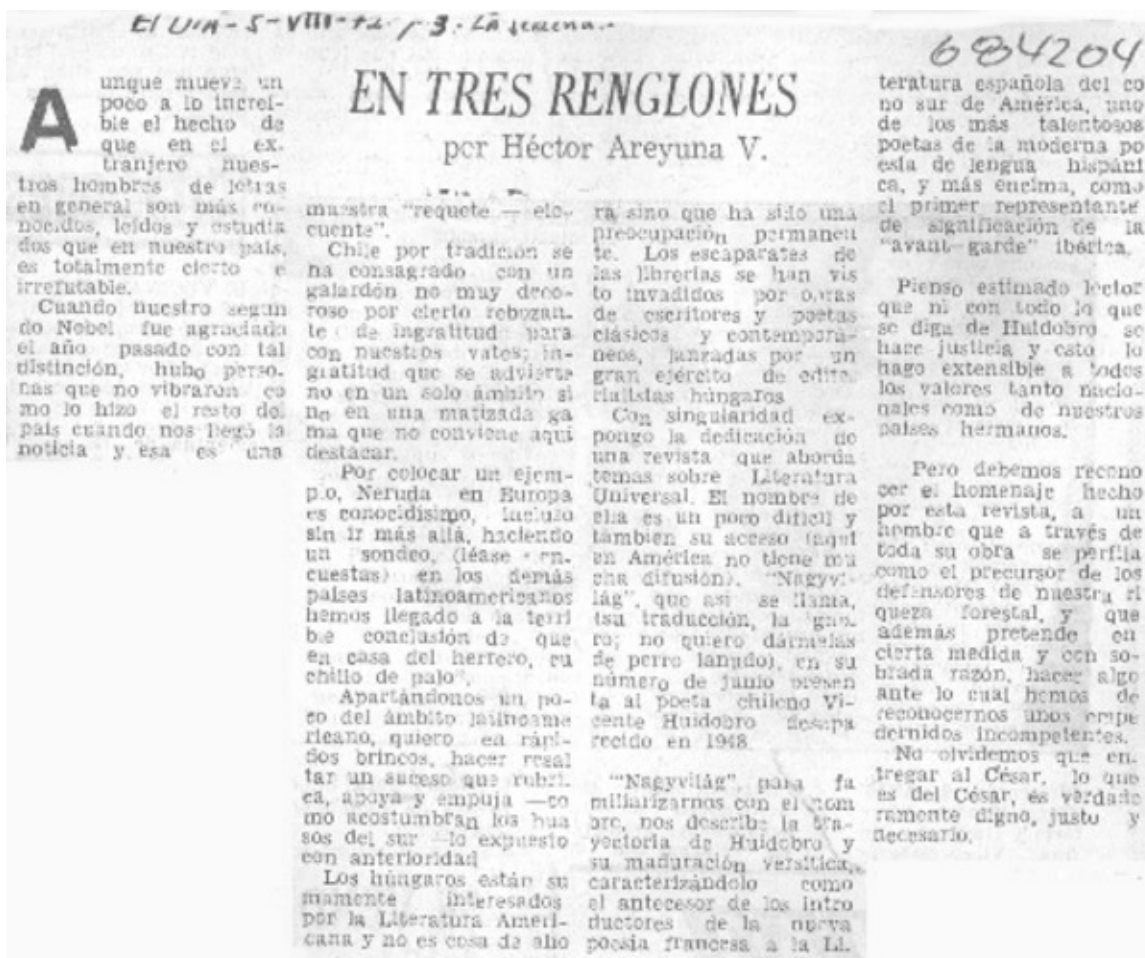 El Día - 5 - VIII - 72. p 3. La Serena.-
684204
EN TRES RENGLONES
por Héctor Areyuna V.
Aunque mueva un
poco a lo increí-
ble el hecho de
que en el ex-
tranjero nues-
tros hombres de letras
en general son más co-
nocidos, leídos y estudia
dos que en nuestro país,
es totalmente cierto e
irrefutable.
Cuando nuestro segun
do Nobel fue agraciado
el año pasado con tal
distinción, hubo perso-
nas que no vibraron co
mo lo hizo el resto del
país cuando nos llegó la
noticia y esa es una
muestra "requete — elo-
cuente".
Chile por tradición se
ha consagrado con un
galardón no muy deco-
roso por cierto rebozan-
te de ingratitud para
con nuestros vates; in-
gratitud que se advierte
no en un solo ámbito si
no en una matizada ga
ma que no conviene aquí
destacar.
Por colocar un ejem-
plo, Neruda en Europa
es conocidísimo, incluso
sin ir más allá, haciendo
un sondeo, (léase en-
cuestas) en los demás
países latinoamericanos
hemos llegado a la terri
ble conclusión de que
en casa del herrero, cu
chillo de palo".
Apartándonos un po-
co del ámbito latinoame
ricano, quiero en rápi-
dos brincos, hacer resal
tar un suceso que rubri-
ca, apoya y empuja —co
mo acostumbran los hua
sos del sur —lo expuesto
con anterioridad
Los húngaros están su
mamente interesados
por la Literatura Ameri-
cana y no es cosa de aho
ra sino que ha sido una
preocupación permanen
te. Los escaparates de
las librerías se han vis
to invadidos por obras
de escritores y poetas
clásicos y contemporá-
neos, lanzadas por un
gran ejército de edito
rialistas húngaros
Con singularidad ex-
pongo la dedicación de
una revista que aborda
temas sobre Literatura
Universal. El nombre de
ella es un poco difícil y
también su acceso (aquí
en América no tiene mu
cha difusión). "Nagyvi-
lág", que así se llama,
(su traducción, la igno-
ro; no quiero dármelas
de perro lanudo), en su
número de junio presen
ta al poeta chileno Vi-
cente Huidobro desapa
recido en 1948.
""Nagyvilág", para fa
miliarizarnos con el nom
bre, nos describe la tra-
yectoria de Huidobro y
su maduración versítica,
caracterizándolo como
el antecesor de los intro
ductores de la nueva
poesía francesa a la Li-
teratura española del co
no sur de América, uno
de los más talentosos
poetas de la moderna po
esía de lengua hispáni
ca, y más encima, como
el primer representante
de significación de la
"avant-garde" ibérica.
Pienso estimado lector
que ni con todo lo que
se diga de Huidobro se
hace justicia y esto lo
hago extensible a todos
los valores tanto nacio-
nales como de nuestros
países hermanos.
Pero debemos recono
cer el homenaje hecho
por esta revista, a un
hombre que a través de
toda su obra se perfila
como el precursor de los
defensores de nuestra ri
queza forestal, y que
además pretende en
cierta medida y con so-
brada razón, hacer algo
ante lo cual hemos de
reconocernos unos empe
dernidos incompetentes.
No olvidemos que en-
tregar al César, lo que
es del César, es verdade
ramente digno, justo y
necesario.